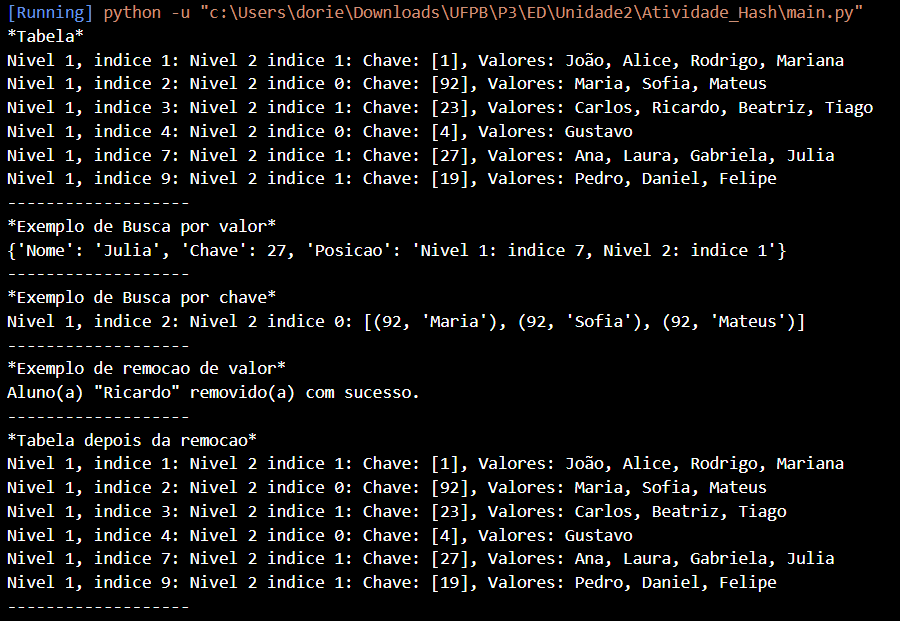 [Running] python -u "c:\Users\dorie\Downloads\UFPB\P3\ED\Unidade2\Atividade_Hash\main.py"
*Tabela*
Nivel 1, indice 1: Nivel 2 indice 1: Chave: [1], Valores: João, Alice, Rodrigo, Mariana
Nivel 1, indice 2: Nivel 2 indice 0: Chave: [92], Valores: Maria, Sofia, Mateus
Nivel 1, indice 3: Nivel 2 indice 1: Chave: [23], Valores: Carlos, Ricardo, Beatriz, Tiago
Nivel 1, indice 4: Nivel 2 indice 0: Chave: [4], Valores: Gustavo
Nivel 1, indice 7: Nivel 2 indice 1: Chave: [27], Valores: Ana, Laura, Gabriela, Julia
Nivel 1, indice 9: Nivel 2 indice 1: Chave: [19], Valores: Pedro, Daniel, Felipe
-------------------
*Exemplo de Busca por valor*
{'Nome': 'Julia', 'Chave': 27, 'Posicao': 'Nivel 1: indice 7, Nivel 2: indice 1'}
-------------------
*Exemplo de Busca por chave*
Nivel 1, indice 2: Nivel 2 indice 0: [(92, 'Maria'), (92, 'Sofia'), (92, 'Mateus')]
-------------------
*Exemplo de remocao de valor*
Aluno(a) "Ricardo" removido(a) com sucesso.
-------------------
*Tabela depois da remocao*
Nivel 1, indice 1: Nivel 2 indice 1: Chave: [1], Valores: João, Alice, Rodrigo, Mariana
Nivel 1, indice 2: Nivel 2 indice 0: Chave: [92], Valores: Maria, Sofia, Mateus
Nivel 1, indice 3: Nivel 2 indice 1: Chave: [23], Valores: Carlos, Beatriz, Tiago
Nivel 1, indice 4: Nivel 2 indice 0: Chave: [4], Valores: Gustavo
Nivel 1, indice 7: Nivel 2 indice 1: Chave: [27], Valores: Ana, Laura, Gabriela, Julia
Nivel 1, indice 9: Nivel 2 indice 1: Chave: [19], Valores: Pedro, Daniel, Felipe
-------------------